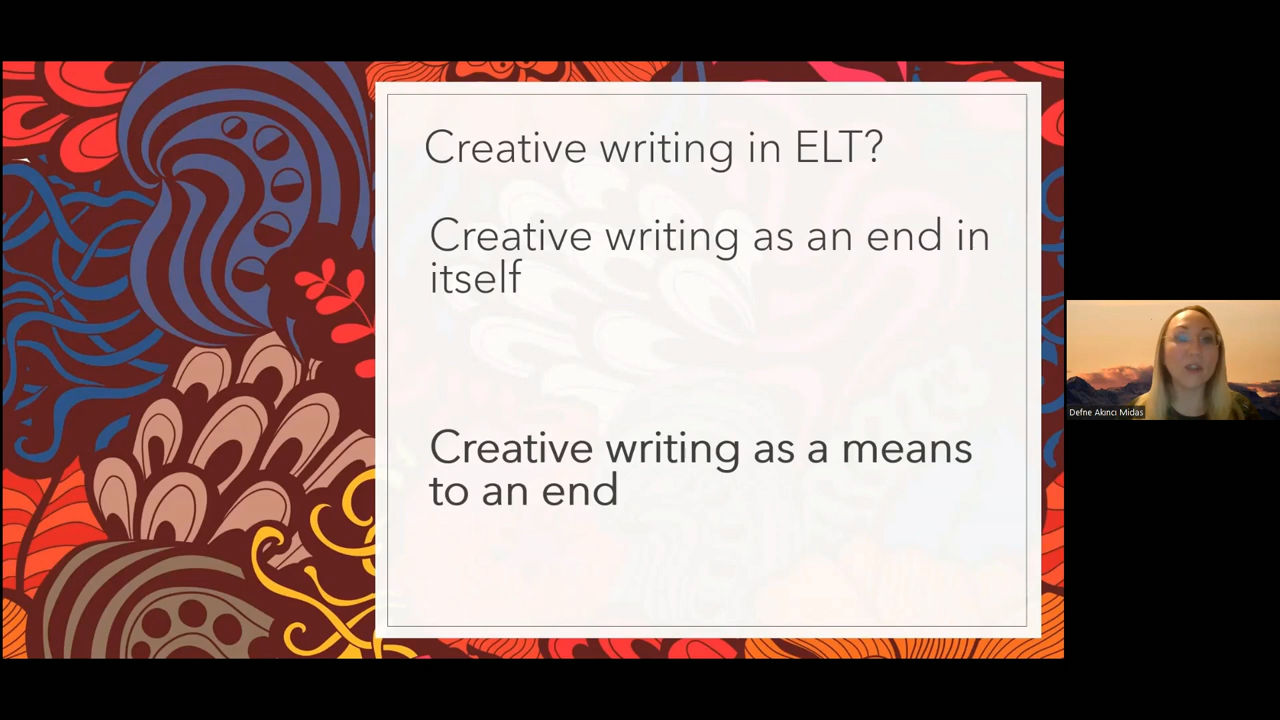 Creative writing in ELT?
Creative writing as an end in
itself
Creative writing as a means
to an end
Defne Akıncı Midas